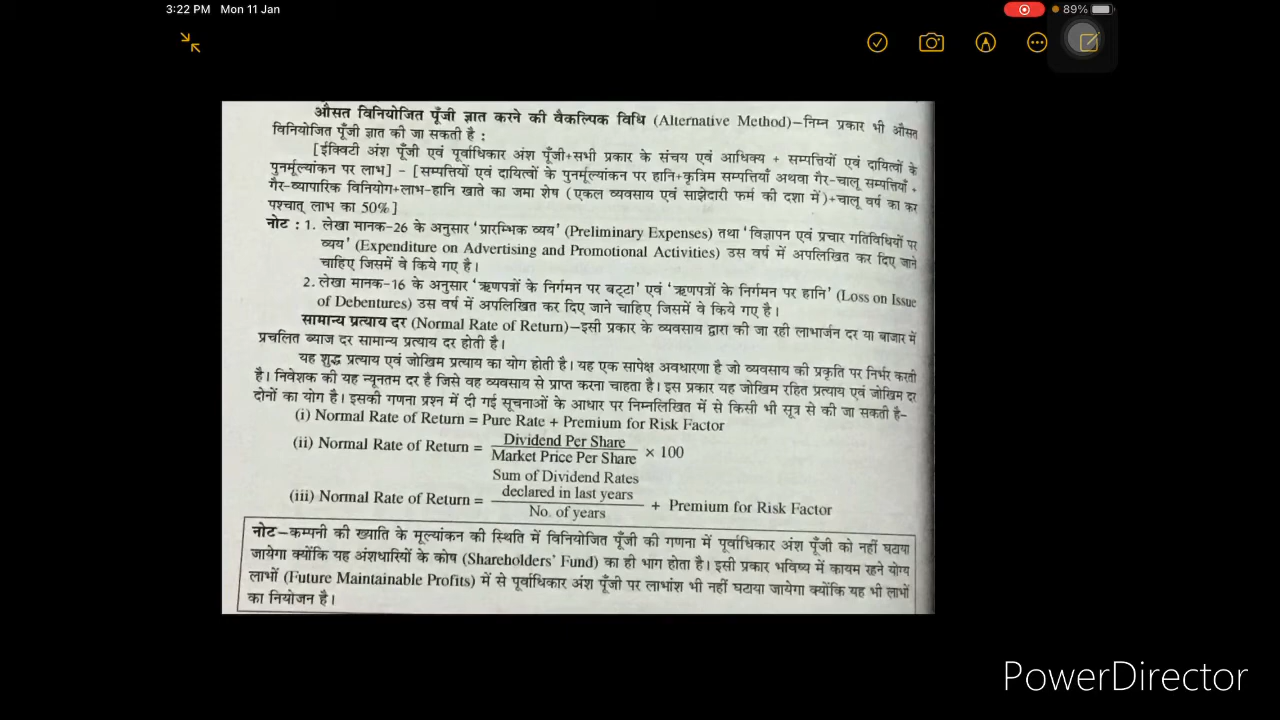 3:22 PM Mon 11 Jan
89%
औसत विनियोजित पूँजी ज्ञात करने की वैकल्पिक विधि (Alternative Method)–निम्न प्रकार भी औसत
विनियोजित पूँजी ज्ञात की जा सकती है :
[ईक्विटी अंश पूँजी एवं पूर्वाधिकार अंश पूँजी+सभी प्रकार के संचय एवं आधिक्य + सम्पत्तियों एवं दायित्वों के
पुनर्मूल्यांकन पर लाभ] – [सम्पत्तियों एवं दायित्वों के पुनर्मूल्यांकन पर हानि+कृत्रिम सम्पत्तियाँ अथवा गैर-चालू सम्पत्तियाँ +
गैर-व्यापारिक विनियोग+लाभ-हानि खाते का जमा शेष (एकल व्यवसाय एवं साझेदारी फर्म की दशा में)+चालू वर्ष का कर
पश्चात् लाभ का 50%]
नोट : 1. लेखा मानक-26 के अनुसार 'प्रारम्भिक व्यय' (Preliminary Expenses) तथा 'विज्ञापन एवं प्रचार गतिविधियों पर
व्यय' (Expenditure on Advertising and Promotional Activities) उस वर्ष में अपलिखित कर दिए जाने
चाहिए जिसमें वे किये गए है।
2. लेखा मानक-16 के अनुसार 'ऋणपत्रों के निर्गमन पर बट्टा' एवं 'ऋणपत्रों के निर्गमन पर हानि' (Loss on Issue
of Debentures) उस वर्ष में अपलिखित कर दिए जाने चाहिए जिसमें वे किये गए है।
सामान्य प्रत्याय दर (Normal Rate of Return)–इसी प्रकार के व्यवसाय द्वारा की जा रही लाभार्जन दर या बाजार में
प्रचलित ब्याज दर सामान्य प्रत्याय दर होती है।
यह शुद्ध प्रत्याय एवं जोखिम प्रत्याय का योग होती है। यह एक सापेक्ष अवधारणा है जो व्यवसाय की प्रकृति पर निर्भर करती
है। निवेशक की यह न्यूनतम दर है जिसे वह व्यवसाय से प्राप्त करना चाहता है। इस प्रकार यह जोखिम रहित प्रत्याय एवं जोखिम दर
दोनों का योग है। इसकी गणना प्रश्न में दी गई सूचनाओं के आधार पर निम्नलिखित में से किसी भी सूत्र से की जा सकती है–
(i) Normal Rate of Return = Pure Rate + Premium for Risk Factor
(ii) Normal Rate of Return = Dividend Per Share
Market Price Per Share × 100
Sum of Dividend Rates
declared in last years
(iii) Normal Rate of Return = No. of years + Premium for Risk Factor
नोट–कम्पनी की ख्याति के मूल्यांकन की स्थिति में विनियोजित पूँजी की गणना में पूर्वाधिकार अंश पूँजी को नहीं घटाया
जायेगा क्योंकि यह अंशधारियों के कोष (Shareholders' Fund) का ही भाग होता है। इसी प्रकार भविष्य में कायम रहने योग्य
लाभों (Future Maintainable Profits) में से पूर्वाधिकार अंश पूँजी पर लाभांश भी नहीं घटाया जायेगा क्योंकि यह भी लाभों
का नियोजन है।
PowerDirector